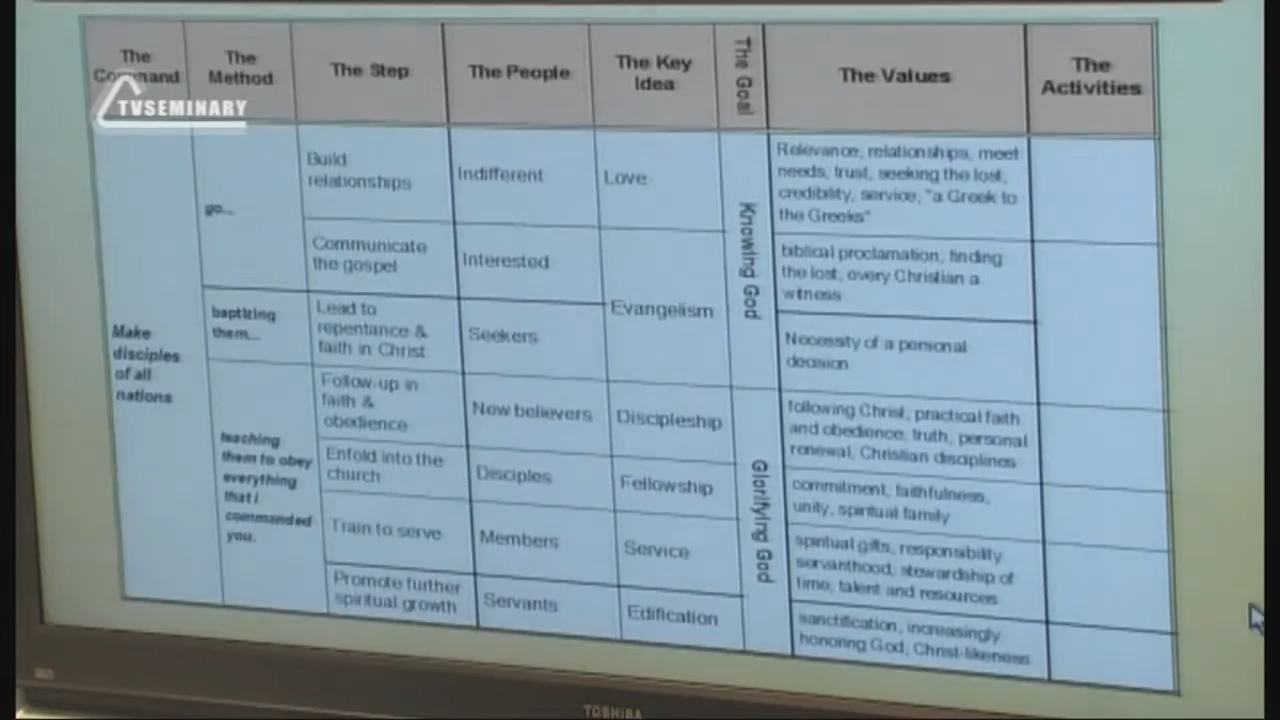 The
Command
The
Method
The Step
The People
The Key
Idea
The Goal
The Values
The
Activities
TVSEMINARY
Make
disciples
of all
nations
go...
Build
relationships
Indifferent
Love
Knowing God
Relevance, relationships, meet
needs, trust, seeking the lost,
credibility, service, "a Greek to
the Greeks"
Communicate
the gospel
Interested
Evangelism
biblical proclamation, finding
the lost, every Christian a
witness
baptizing
them...
Lead to
repentance &
faith in Christ
Seekers
Necessity of a personal
decision
teaching
them to obey
everything
that I
commanded
you.
Follow-up in
faith &
obedience
New believers
Discipleship
Glorifying God
following Christ, practical faith
and obedience, truth, personal
renewal, Christian disciplines
Enfold into the
church
Disciples
Fellowship
commitment, faithfulness,
unity, spiritual family
Train to serve
Members
Service
spiritual gifts, responsibility
servanthood, stewardship of
time, talent and resources
Promote further
spiritual growth
Servants
Edification
sanctification, increasingly
honoring God, Christ-likeness
TOSHIBA